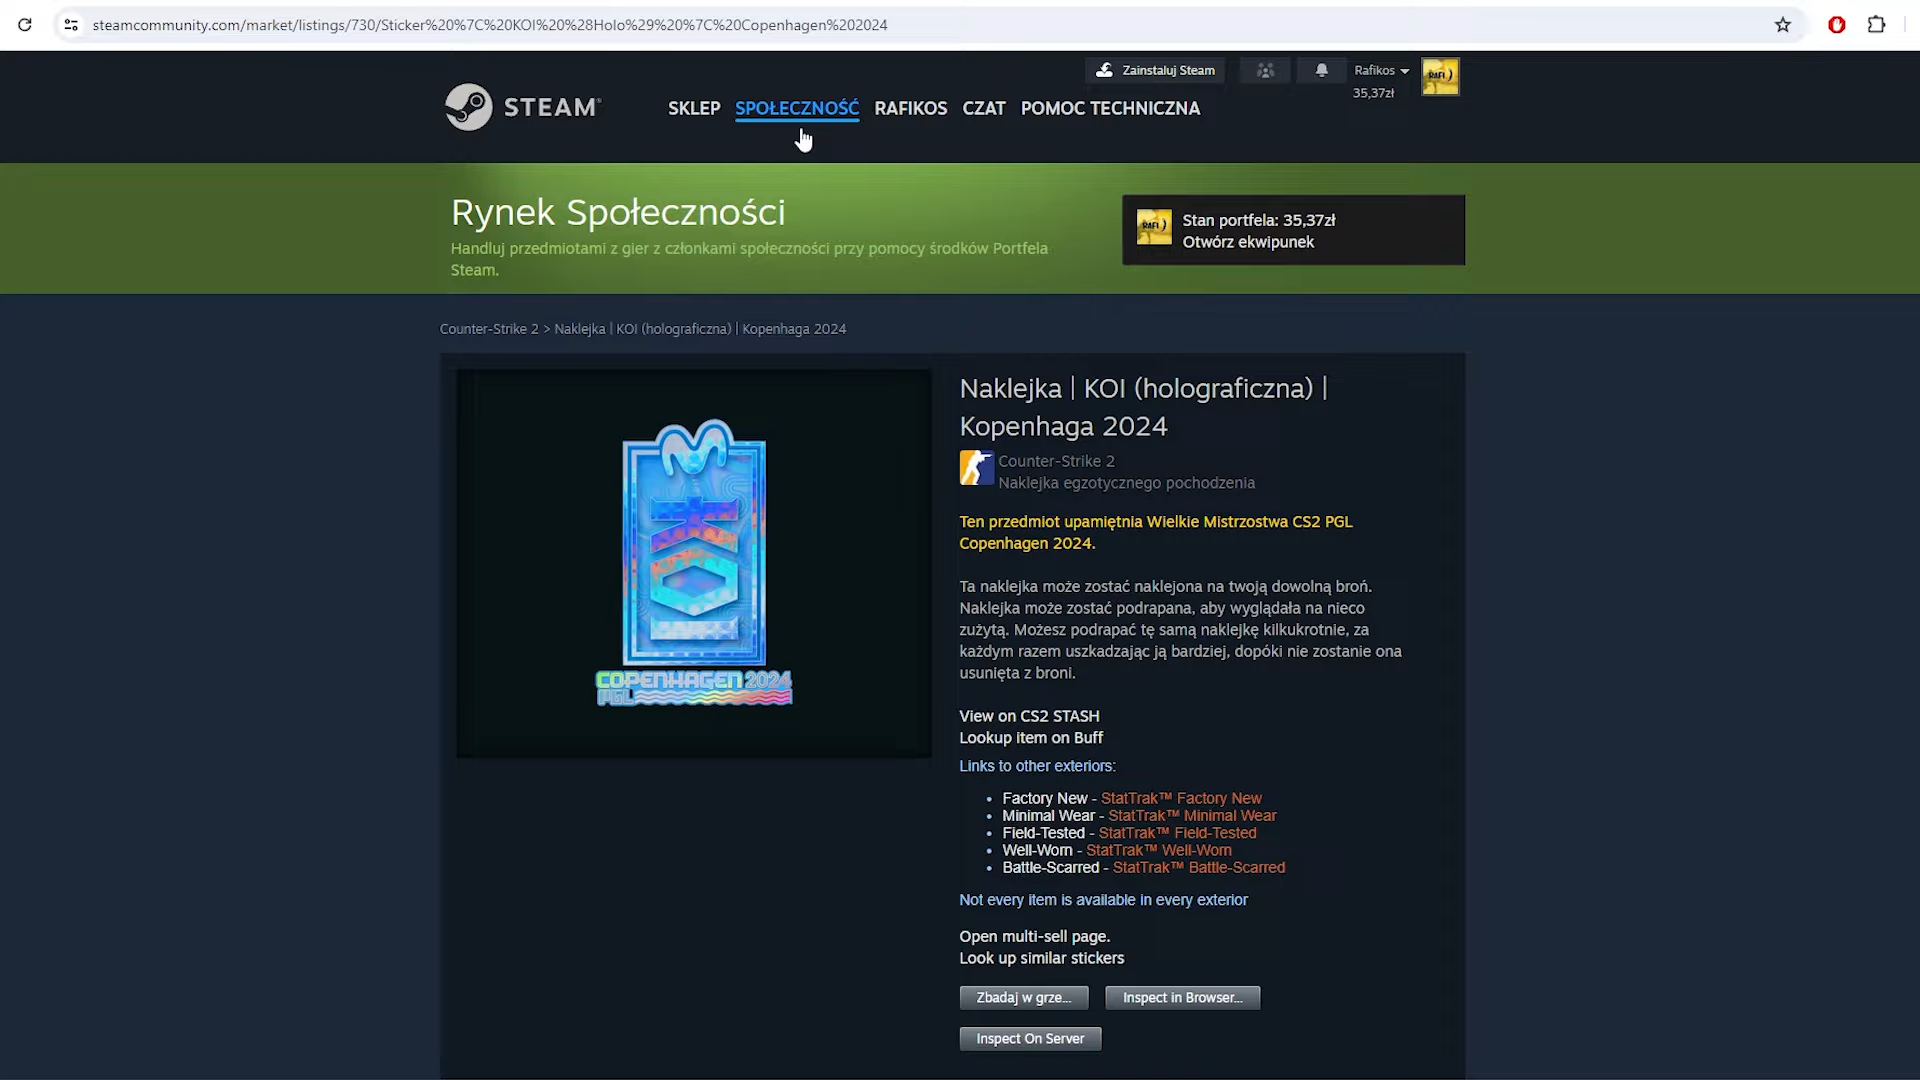 steamcommunity.com/market/listings/730/Sticker%20%7C%20KOI%20%28Holo%29%20%7C%20Copenhagen%202024
Zainstaluj Steam
Rafikos
35,37zł
RAFI_)
STEAM®
SKLEP SPOŁECZNOŚĆ RAFIKOS CZAT POMOC TECHNICZNA
Rynek Społeczności
Handluj przedmiotami z gier z członkami społeczności przy pomocy środków Portfela
Steam.
RAFI_)
Stan portfela: 35,37zł
Otwórz ekwipunek
Counter-Strike 2 > Naklejka | KOI (holograficzna) | Kopenhaga 2024
KOI
COPENHAGEN 2024
PGL
Naklejka | KOI (holograficzna) |
Kopenhaga 2024
Counter-Strike 2
Naklejka egzotycznego pochodzenia
Ten przedmiot upamiętnia Wielkie Mistrzostwa CS2 PGL
Copenhagen 2024.
Ta naklejka może zostać naklejona na twoją dowolną broń.
Naklejka może zostać podrapana, aby wyglądała na nieco
zużytą. Możesz podrapać tę samą naklejkę kilkukrotnie, za
każdym razem uszkadzając ją bardziej, dopóki nie zostanie ona
usunięta z broni.
View on CS2 STASH
Lookup item on Buff
Links to other exteriors:
• Factory New - StatTrak™ Factory New
• Minimal Wear - StatTrak™ Minimal Wear
• Field-Tested - StatTrak™ Field-Tested
• Well-Worn - StatTrak™ Well-Worn
• Battle-Scarred - StatTrak™ Battle-Scarred
Not every item is available in every exterior
Open multi-sell page.
Look up similar stickers
Zbadaj w grze...
Inspect in Browser...
Inspect On Server